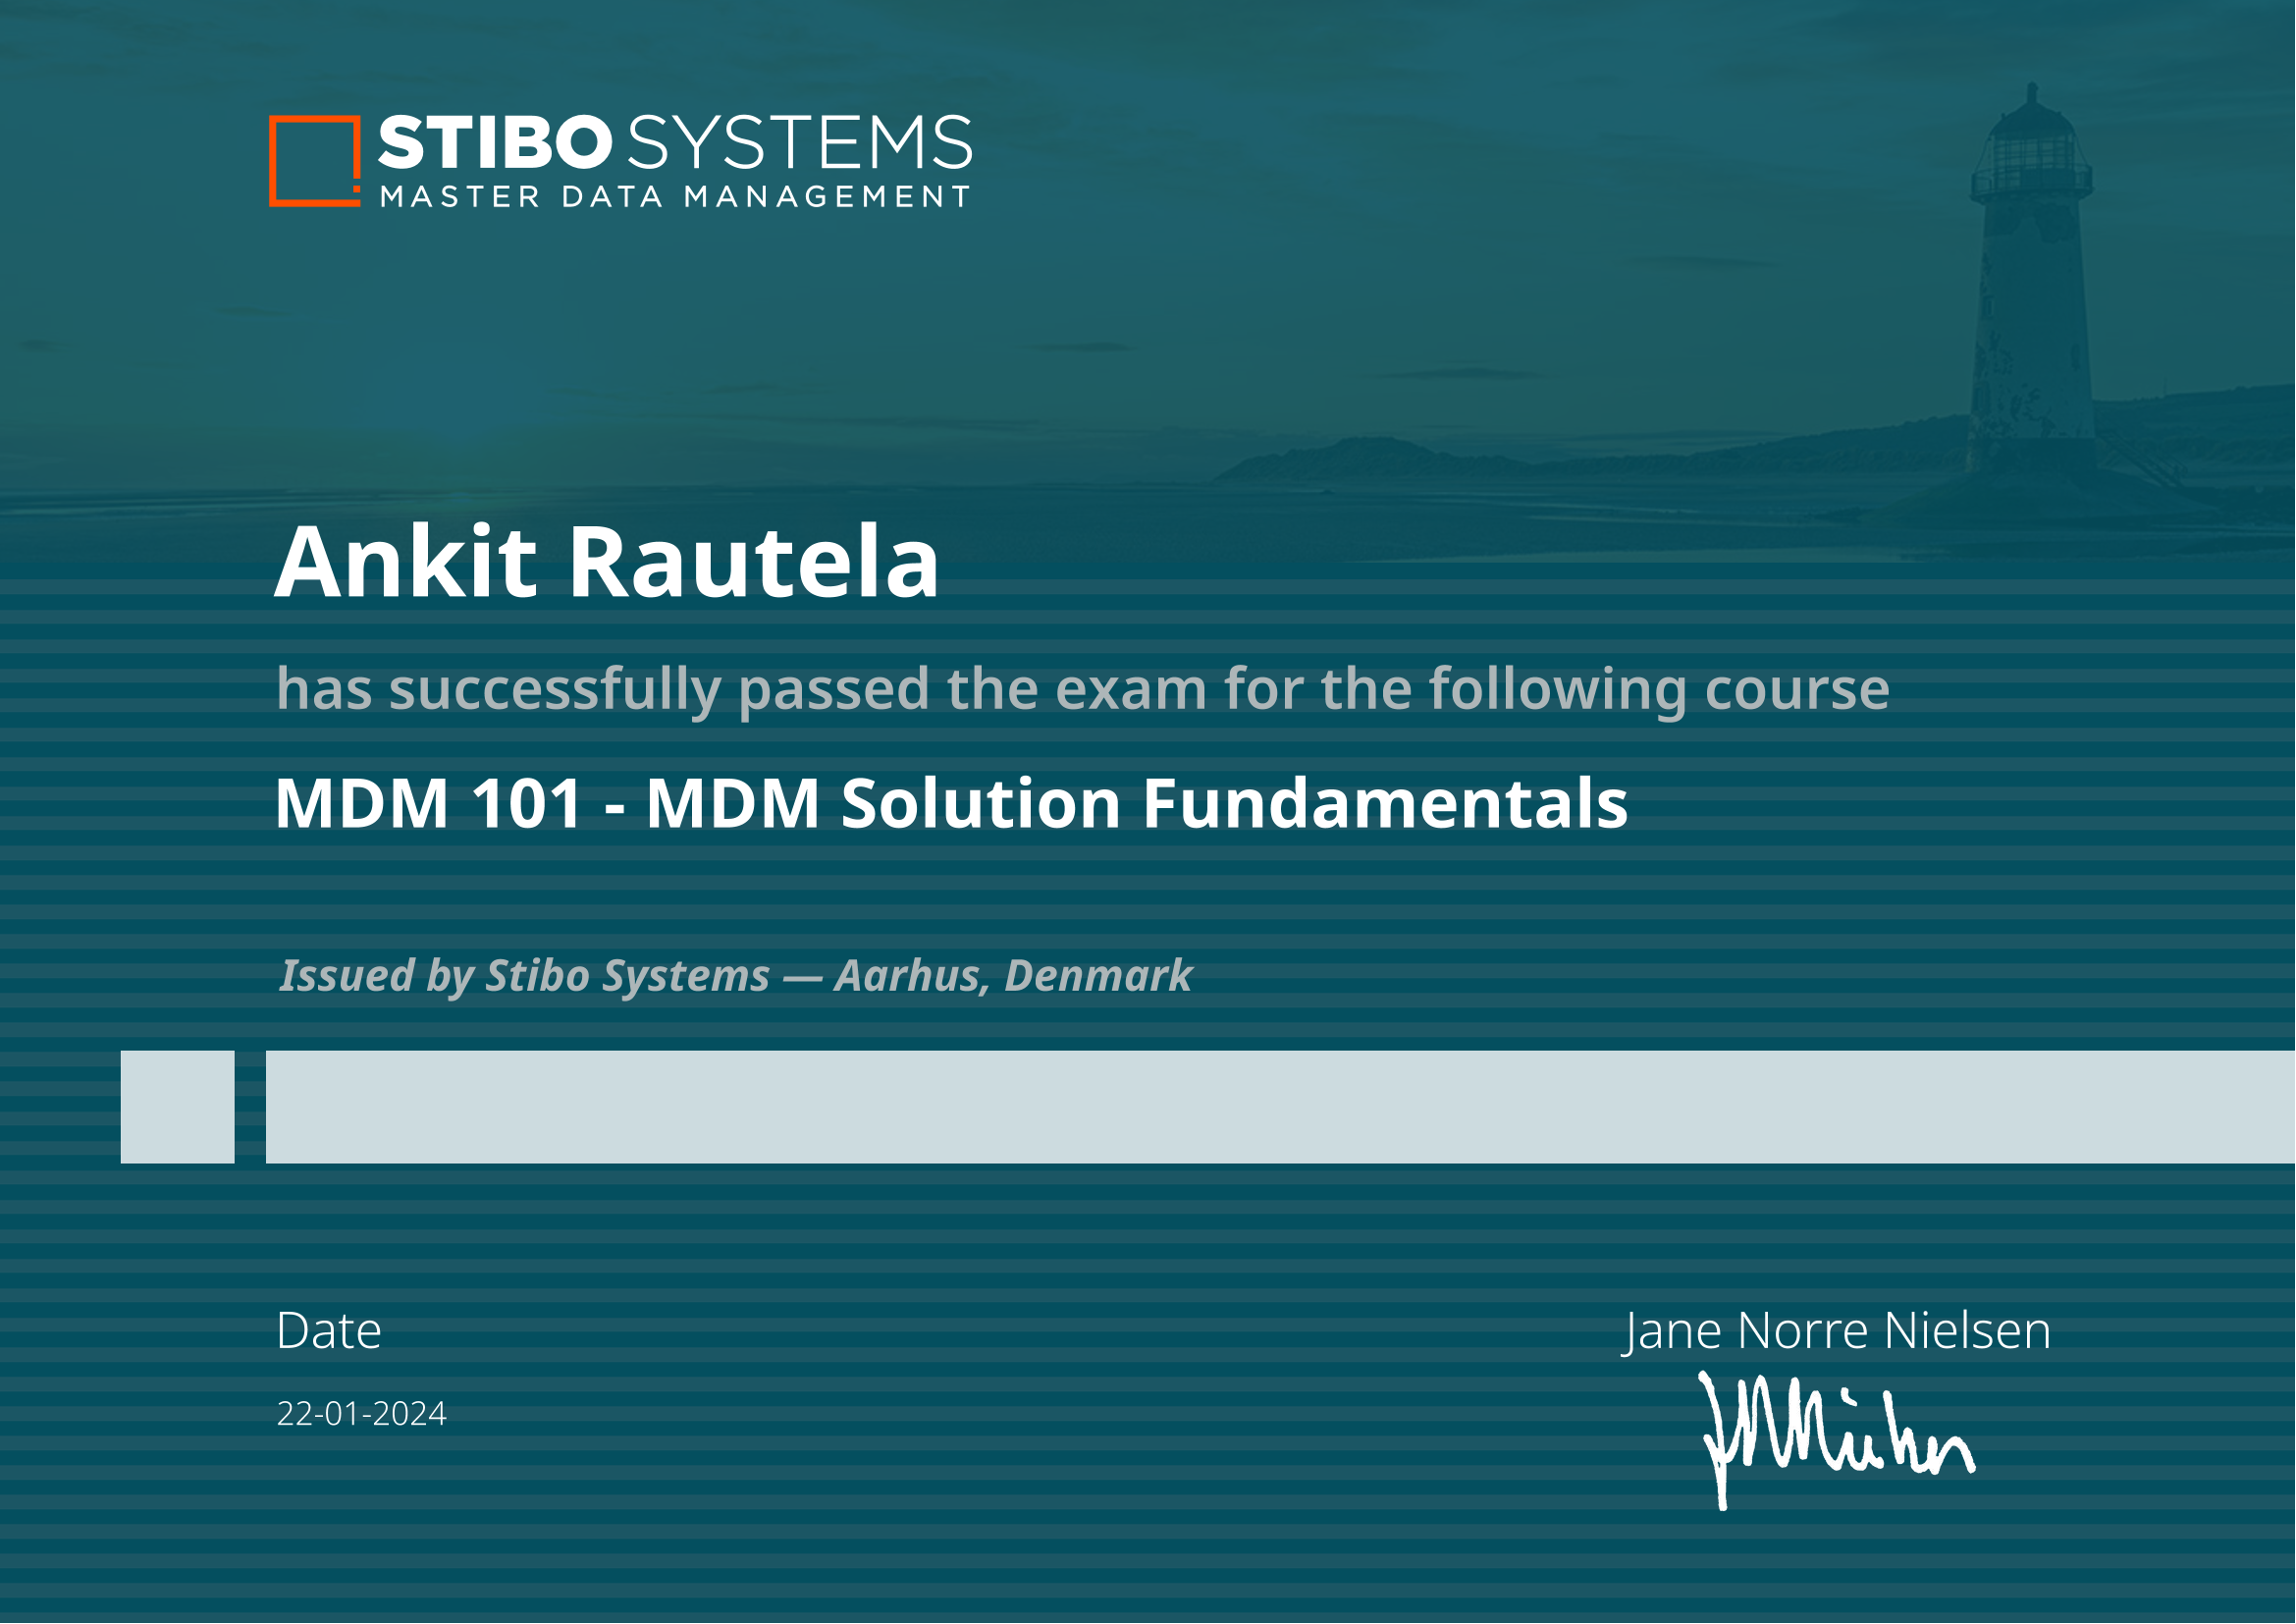 STIBO SYSTEMS
MASTER DATA MANAGEMENT
Ankit Rautela
has successfully passed the exam for the following course
MDM 101 - MDM Solution Fundamentals
Issued by Stibo Systems — Aarhus, Denmark
Date
Jane Norre Nielsen
22-01-2024